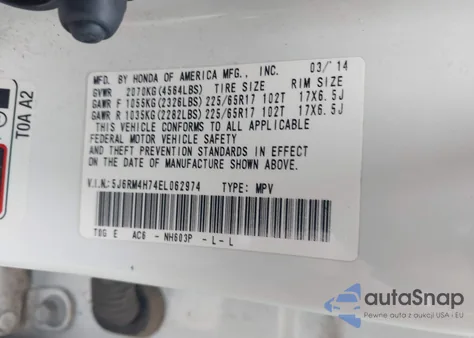 MFD. BY HONDA OF AMERICA MFG., INC. 03/'14
GVWR 2070KG(4564LBS) TIRE SIZE RIM SIZE
GAWR F 1055KG(2326LBS) 225/65R17 102T 17X6.5J
GAWR R 1035KG(2282LBS) 225/65R17 102T 17X6.5J
THIS VEHICLE CONFORMS TO ALL APPLICABLE
FEDERAL MOTOR VEHICLE SAFETY, BUMPER,
AND THEFT PREVENTION STANDARDS IN EFFECT
ON THE DATE OF MANUFACTURE SHOWN ABOVE.
V.I.N.:5J6RM4H74EL062974 TYPE: MPV
T0G E AC6 - NH603P - L - L
T0A A2
autoSnap
Pewne auta z aukcji USA i EU